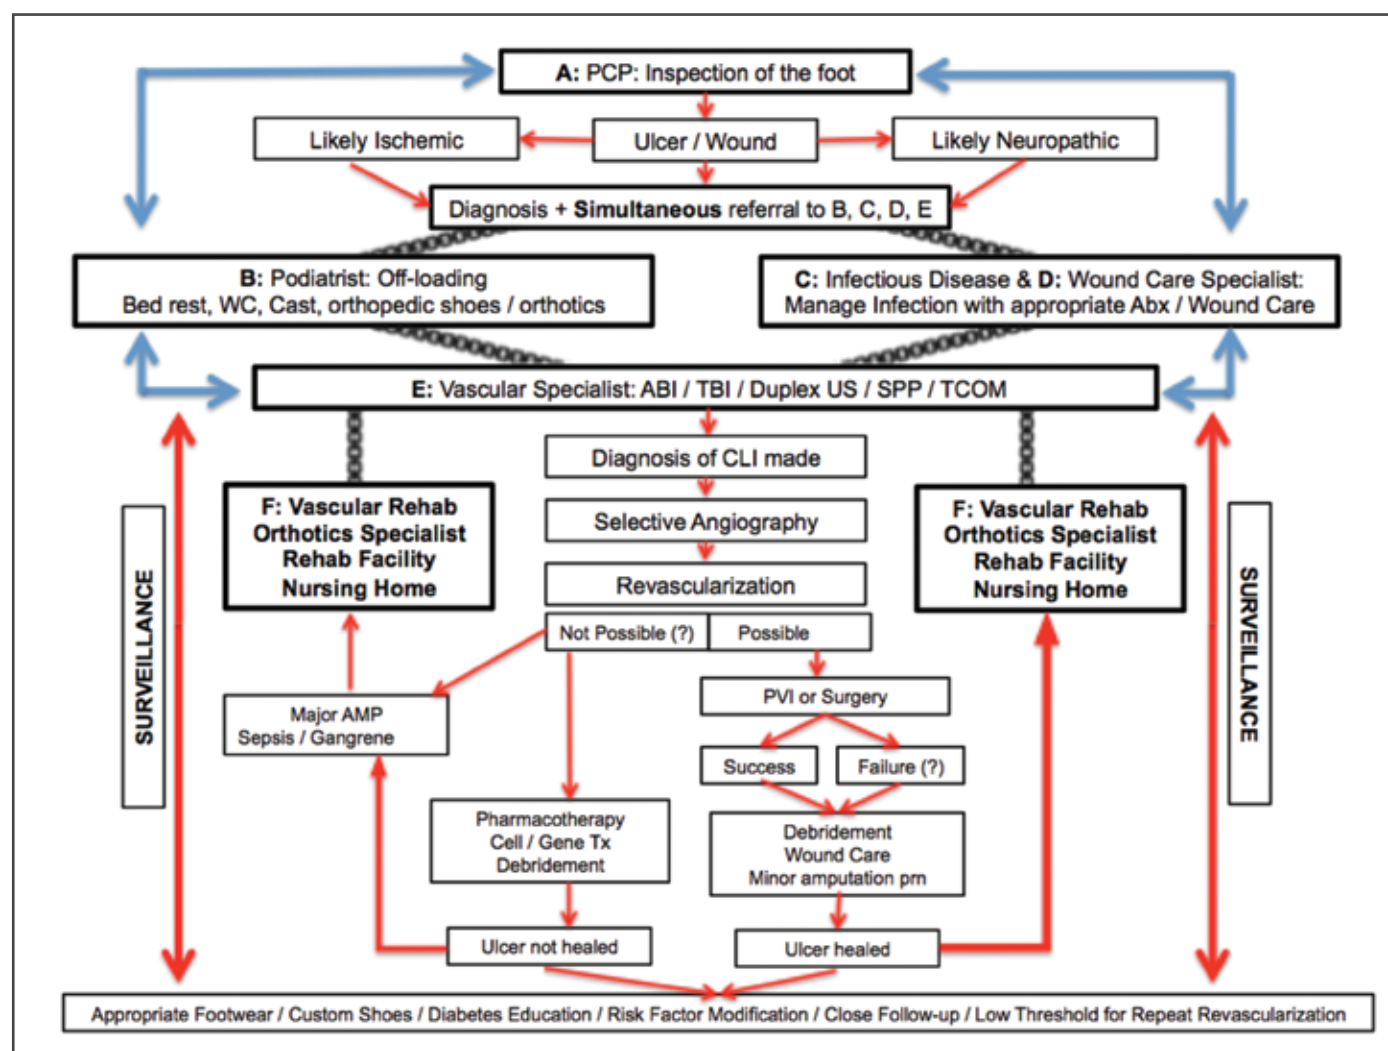 A: PCP: Inspection of the foot
Likely Ischemic
Ulcer / Wound
Likely Neuropathic
Diagnosis + Simultaneous referral to B, C, D, E
B: Podiatrist: Off-loading
Bed rest, WC, Cast, orthopedic shoes / orthotics
C: Infectious Disease & D: Wound Care Specialist:
Manage Infection with appropriate Abx / Wound Care
E: Vascular Specialist: ABI / TBI / Duplex US / SPP / TCOM
Diagnosis of CLI made
Selective Angiography
Revascularization
Not Possible (?)
Possible
F: Vascular Rehab
Orthotics Specialist
Rehab Facility
Nursing Home
F: Vascular Rehab
Orthotics Specialist
Rehab Facility
Nursing Home
SURVEILLANCE
SURVEILLANCE
Major AMP
Sepsis / Gangrene
PVI or Surgery
Success
Failure (?)
Pharmacotherapy
Cell / Gene Tx
Debridement
Debridement
Wound Care
Minor amputation prn
Ulcer not healed
Ulcer healed
Appropriate Footwear / Custom Shoes / Diabetes Education / Risk Factor Modification / Close Follow-up / Low Threshold for Repeat Revascularization